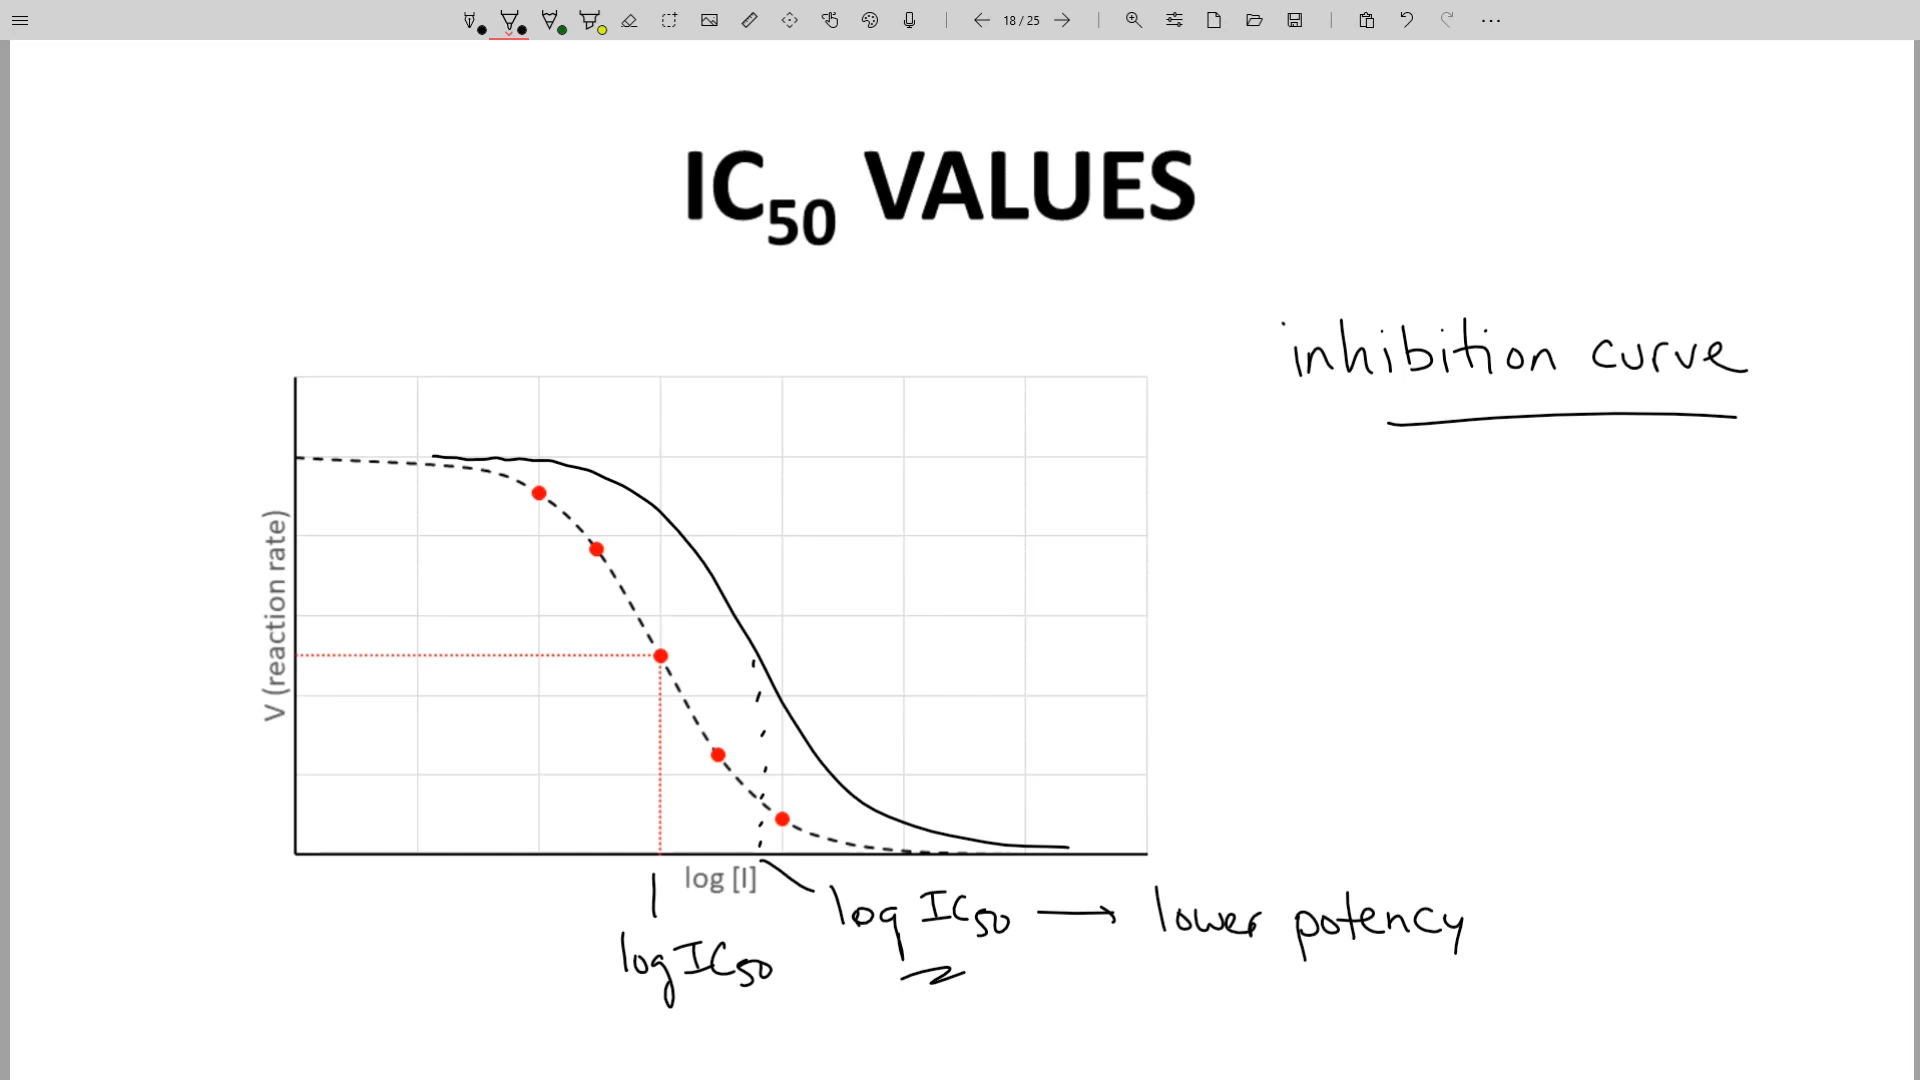 18 / 25
IC50 VALUES
inhibition curve
V (reaction rate)
log [I]
log IC50 → lower potency
log IC50